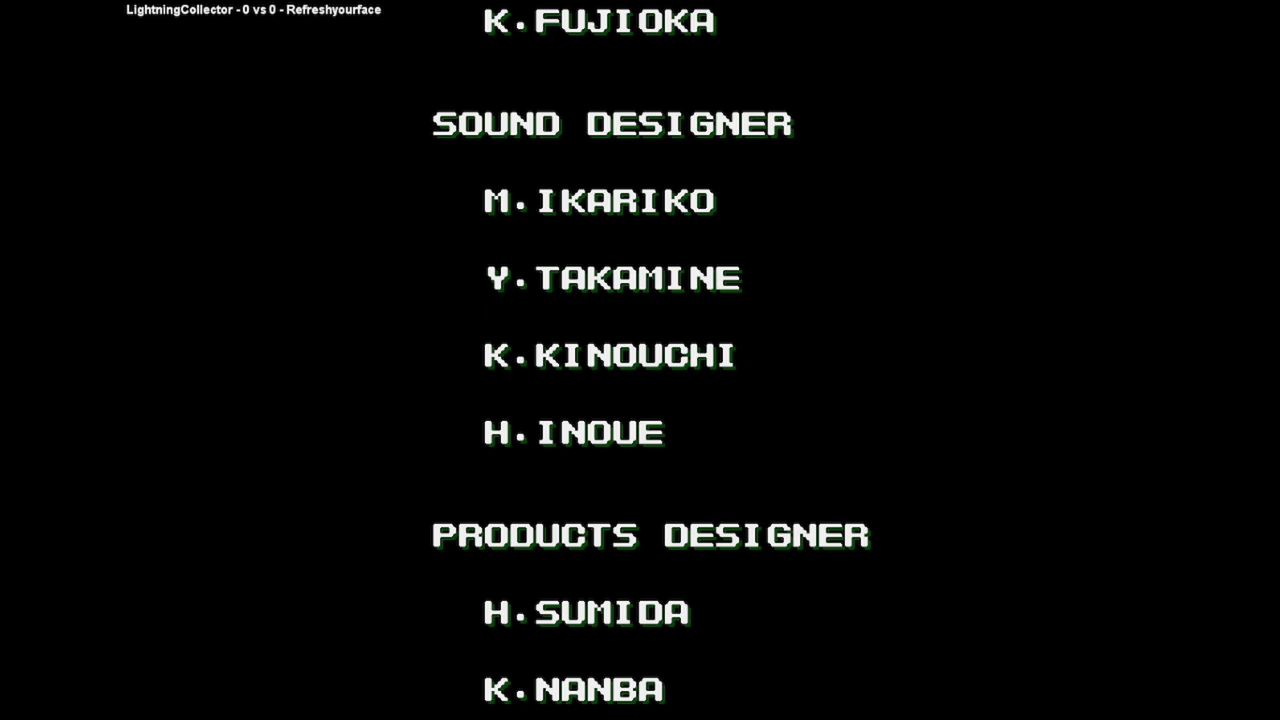 LightningCollector - 0 vs 0 - Refreshyourface
K.FUJIOKA
SOUND DESIGNER
M.IKARIKO
Y.TAKAMINE
K.KINOUCHI
H.INOUE
PRODUCTS DESIGNER
H.SUMIDA
K.NANBA